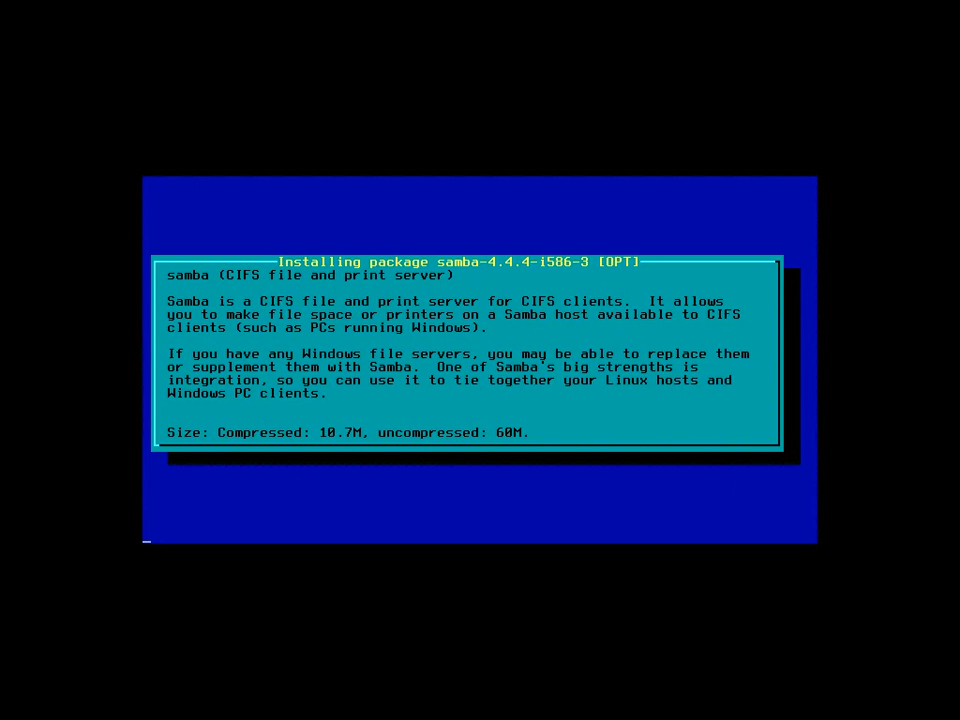 Installing package samba-4.4.4-i586-3 [OPT]
samba (CIFS file and print server)
Samba is a CIFS file and print server for CIFS clients.  It allows
you to make file space or printers on a Samba host available to CIFS
clients (such as PCs running Windows).
If you have any Windows file servers, you may be able to replace them
or supplement them with Samba.  One of Samba's big strengths is
integration, so you can use it to tie together your Linux hosts and
Windows PC clients.
Size: Compressed: 10.7M, uncompressed: 60M.